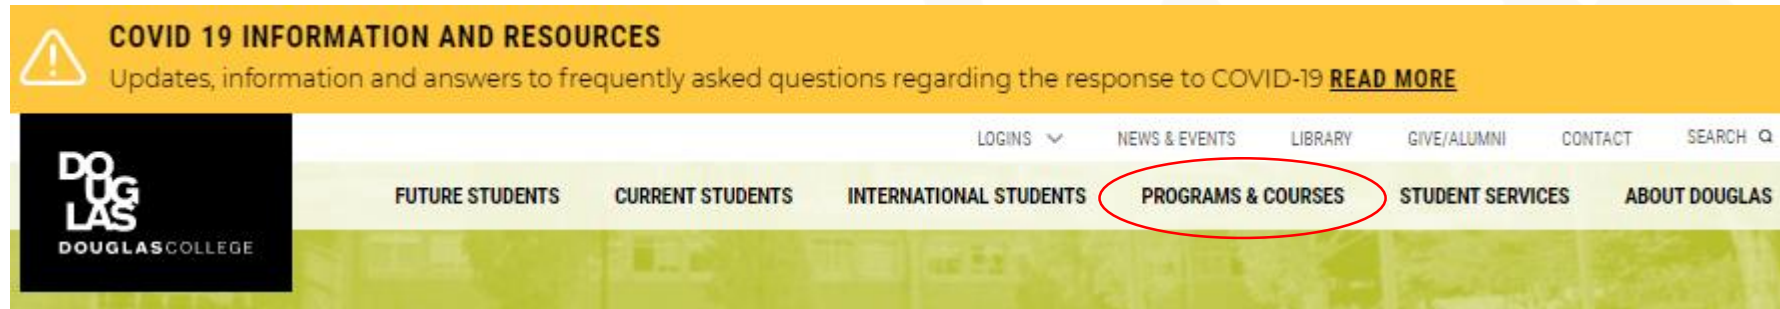 COVID 19 INFORMATION AND RESOURCES
Updates, information and answers to frequently asked questions regarding the response to COVID-19 READ MORE
LOGINS NEWS & EVENTS LIBRARY GIVE/ALUMNI CONTACT SEARCH
DO
UG
LAS
DOUGLASCOLLEGE
FUTURE STUDENTS CURRENT STUDENTS INTERNATIONAL STUDENTS PROGRAMS & COURSES STUDENT SERVICES ABOUT DOUGLAS